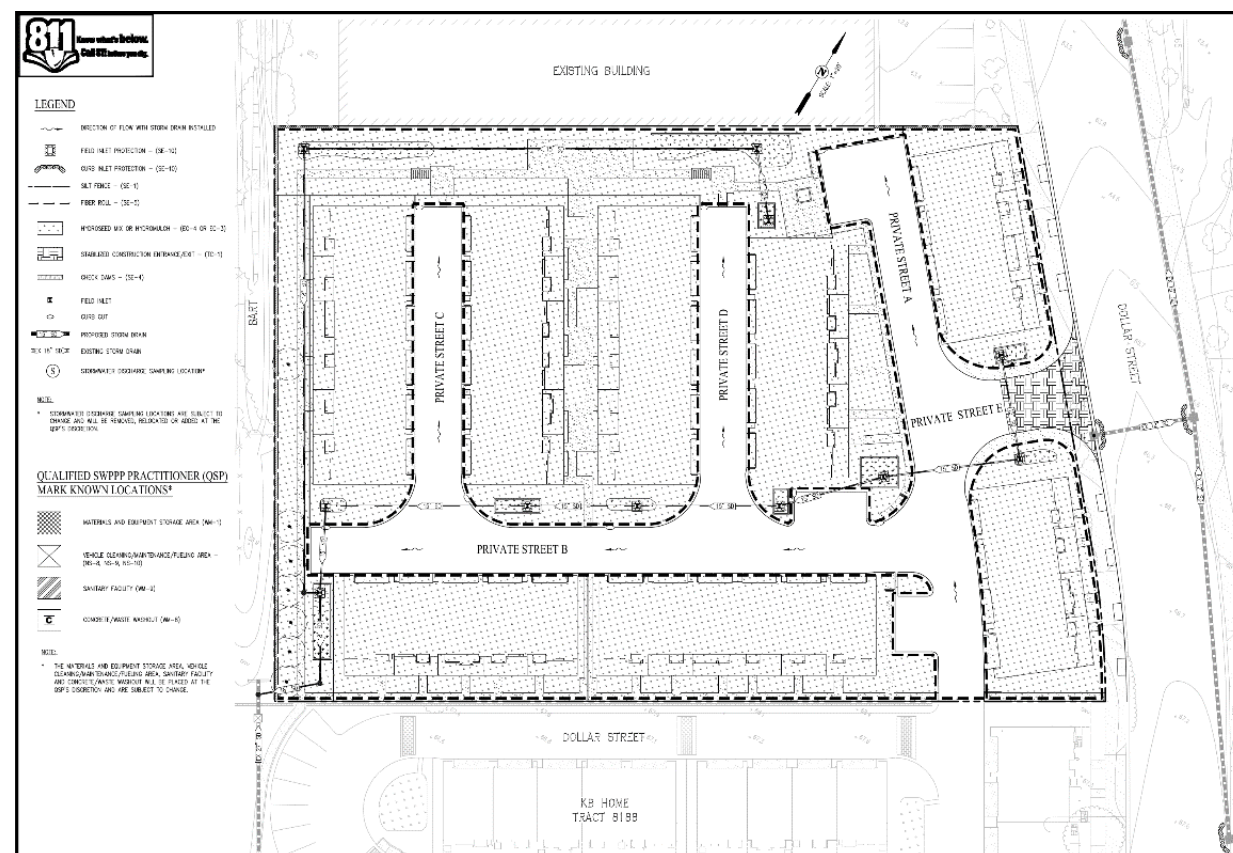 811
Know what's below.
Call 811 before you dig.
LEGEND
DIRECTION OF FLOW WITH STORM DRAIN INSTALLED
FIELD INLET PROTECTION - (SE-10)
CURB INLET PROTECTION - (SE-10)
SILT FENCE - (SE-1)
FIBER ROLL - (SE-5)
HYDROSEED MIX OR HYDROMULCH - (EC-4 OR EC-3)
STABILIZED CONSTRUCTION ENTRANCE/EXIT - (TC-1)
CHECK DAMS - (SE-4)
FIELD INLET
CURB CUT
PROPOSED STORM DRAIN
EXISTING STORM DRAIN
S
STORMWATER DISCHARGE SAMPLING LOCATION*
NOTE:
* STORMWATER DISCHARGE SAMPLING LOCATIONS ARE SUBJECT TO
CHANGE AND WILL BE REMOVED, RELOCATED OR ADDED AT THE
QSP'S DISCRETION.
QUALIFIED SWPPP PRACTITIONER (QSP)
MARK KNOWN LOCATIONS*
MATERIALS AND EQUIPMENT STORAGE AREA (WM-1)
VEHICLE CLEANING/MAINTENANCE/FUELING AREA -
(NS-8, NS-9, NS-10)
SANITARY FACILITY (WM-9)
C
CONCRETE/WASTE WASHOUT (WM-8)
NOTE:
* THE MATERIALS AND EQUIPMENT STORAGE AREA, VEHICLE
CLEANING/MAINTENANCE/FUELING AREA, SANITARY FACILITY
AND CONCRETE/WASTE WASHOUT WILL BE PLACED AT THE
QSP'S DISCRETION AND ARE SUBJECT TO CHANGE.
EXISTING BUILDING
N
BART
PRIVATE STREET C
PRIVATE STREET D
PRIVATE STREET A
DOLLAR STREET
PRIVATE STREET E
PRIVATE STREET B
DOLLAR STREET
KB HOME
TRACT 8188